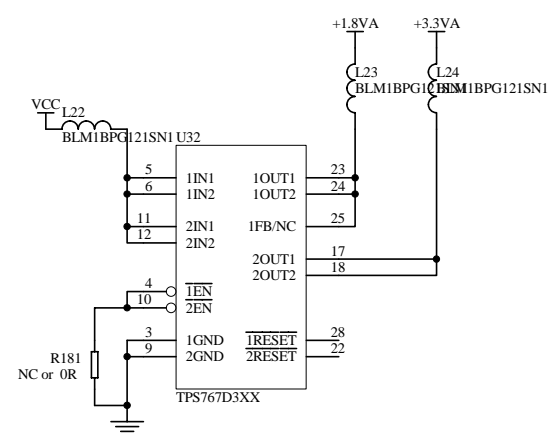 +1.8VA +3.3VA
L23 L24
BLM1BPG121SN1 BLM1BPG121SN1
VCC L22
BLM1BPG121SN1 U32
5 1IN1 1OUT1 23
6 1IN2 1OUT2 24
11 2IN1 1FB/NC 25
12 2IN2
2OUT1 17
2OUT2 18
4 1EN
10 2EN
3 1GND 1RESET 28
9 2GND 2RESET 22
R181
NC or 0R
TPS767D3XX